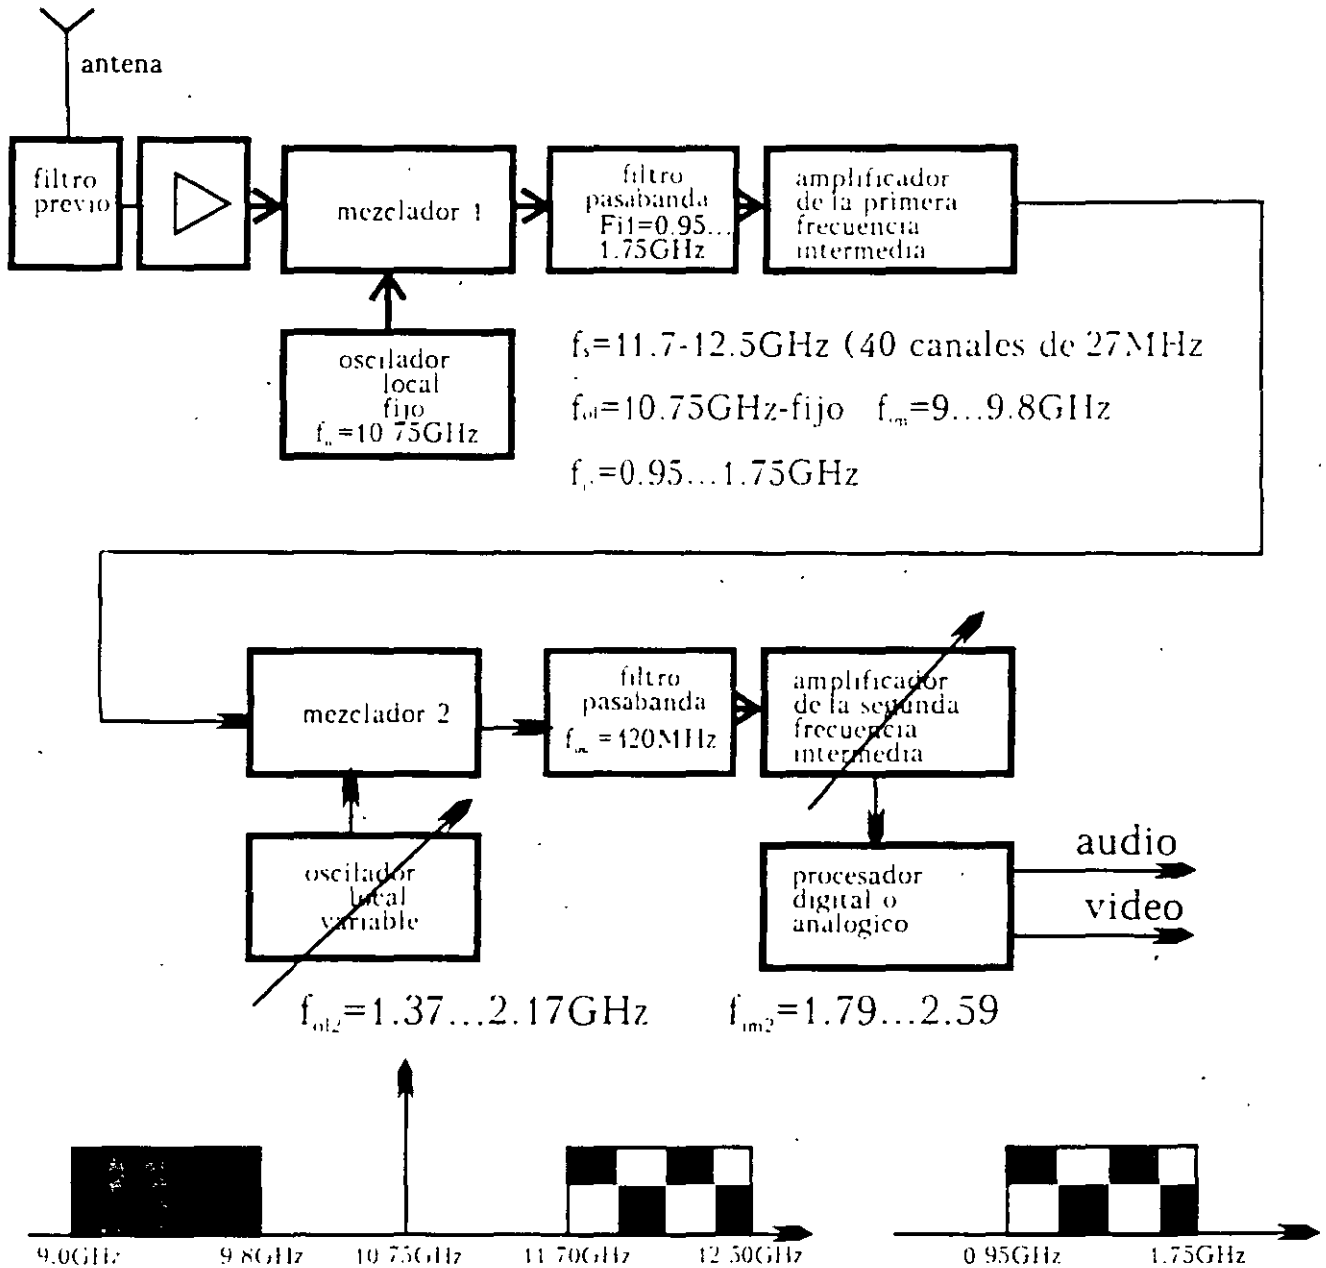 antena
filtro
previo
mezclador 1
filtro
pasabanda
Fi1=0.95...
1.75GHz
amplificador
de la primera
frecuencia
intermedia
oscilador
local
fijo
=10 75GHz
fs=11.7-12.5GHz (40 canales de 27MHz
fol=10.75GHz-fijo fim=9...9.8GHz
=0.95...1.75GHz
mezclador 2
filtro
pasabanda
=420MHz
amplificador
de la segunda
frecuencia
intermedia
oscilador
local
variable
procesador
digital o
analogico
audio
video
fol2=1.37...2.17GHz fim2=1.79...2.59
9.0GHz 9 8GHz 10 75GHz 11 70GHz 12 50GHz 0 95GHz 1.75GHz